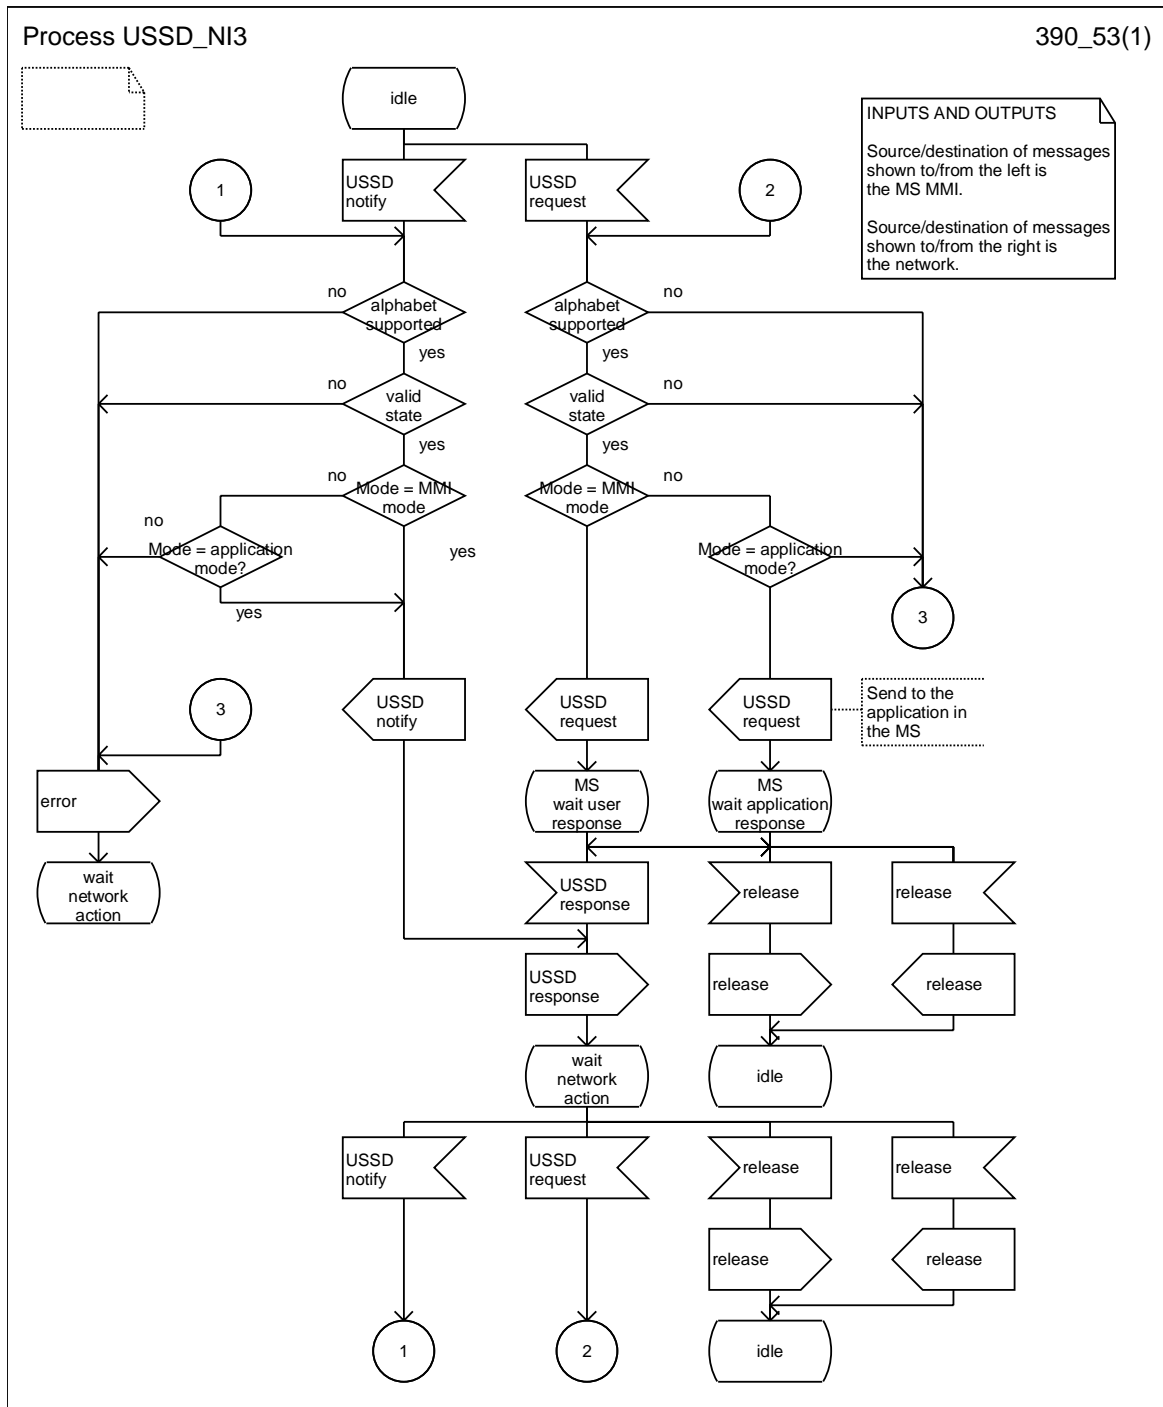 Process USSD_NI3
390_53(1)
idle
INPUTS AND OUTPUTS
Source/destination of messages
shown to/from the left is
the MS MMI.
Source/destination of messages
shown to/from the right is
the network.
1
USSD
notify
USSD
request
2
no
alphabet
supported
yes
alphabet
supported
no
yes
no
valid
state
yes
valid
state
no
yes
no
Mode = MMI
mode
yes
Mode = MMI
mode
no
no
Mode = application
mode?
yes
Mode = application
mode?
3
3
USSD
notify
USSD
request
USSD
request
Send to the
application in
the MS
error
MS
wait user
response
MS
wait application
response
wait
network
action
USSD
response
release
release
USSD
response
release
release
wait
network
action
idle
USSD
notify
USSD
request
release
release
release
release
1
2
idle